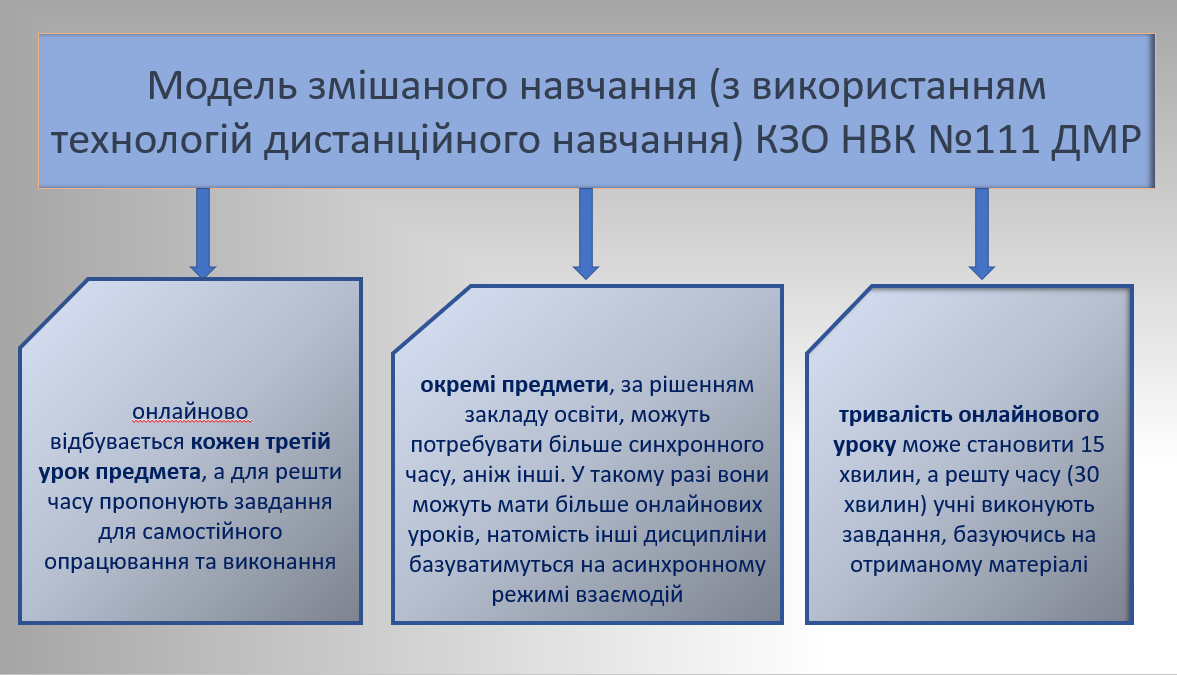 Модель змішаного навчання (з використанням
технологій дистанційного навчання) КЗО НВК №111 ДМР
онлайново
відбувається кожен третій
урок предмета, а для решти
часу пропонують завдання
для самостійного
опрацювання та виконання
окремі предмети, за рішенням
закладу освіти, можуть
потребувати більше синхронного
часу, аніж інші. У такому разі вони
можуть мати більше онлайнових
уроків, натомість інші дисципліни
базуватимуться на асинхронному
режимі взаємодій
тривалість онлайнового
уроку може становити 15
хвилин, а решту часу (30
хвилин) учні виконують
завдання, базуючись на
отриманому матеріалі